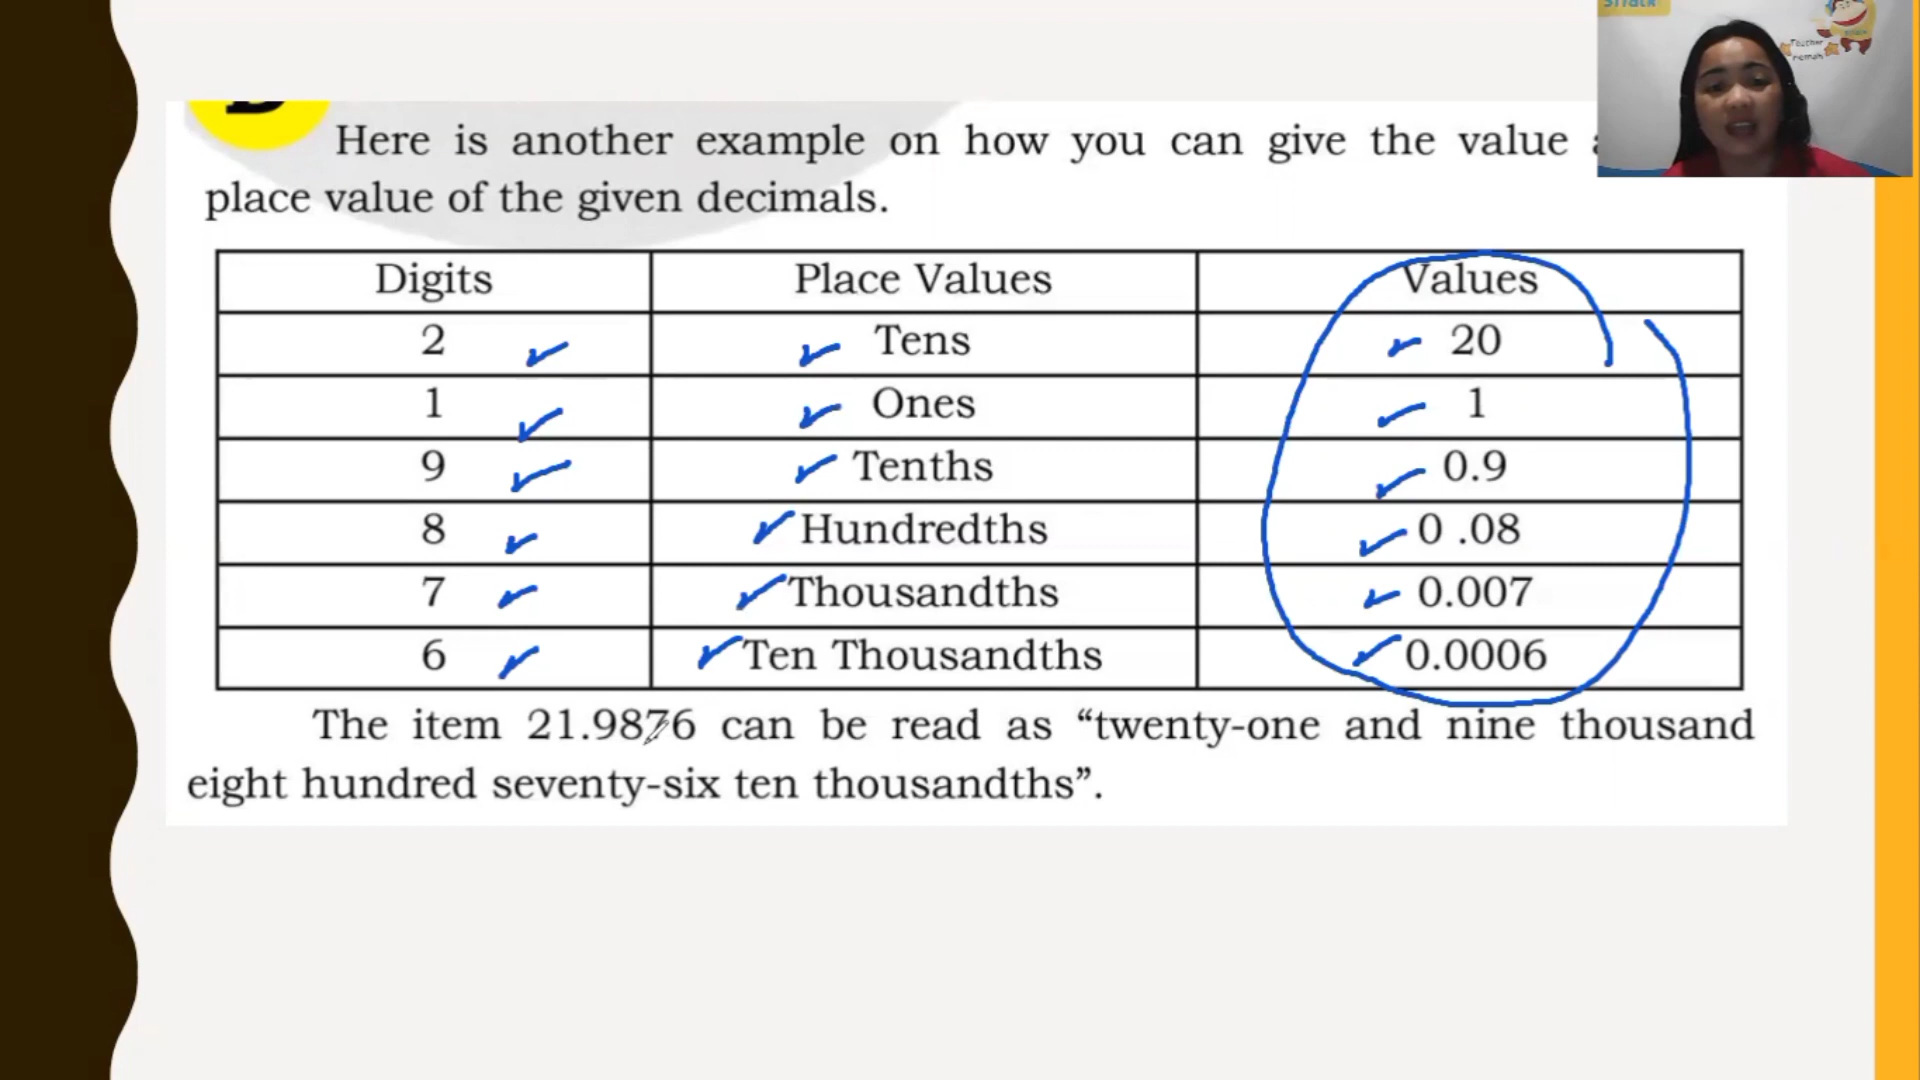 Here is another example on how you can give the value
place value of the given decimals.
Digits Place Values Values
2 Tens 20
1 Ones 1
9 Tenths 0.9
8 Hundredths 0 .08
7 Thousandths 0.007
6 Ten Thousandths 0.0006
The item 21.9876 can be read as “twenty-one and nine thousand
eight hundred seventy-six ten thousandths”.
Teacher